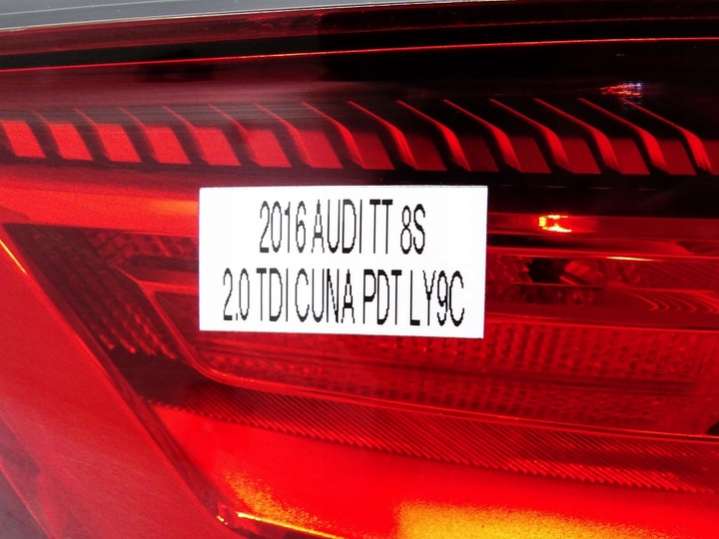 2016 AUDI TT 8S
2.0 TDI CUNA PDT LY9C